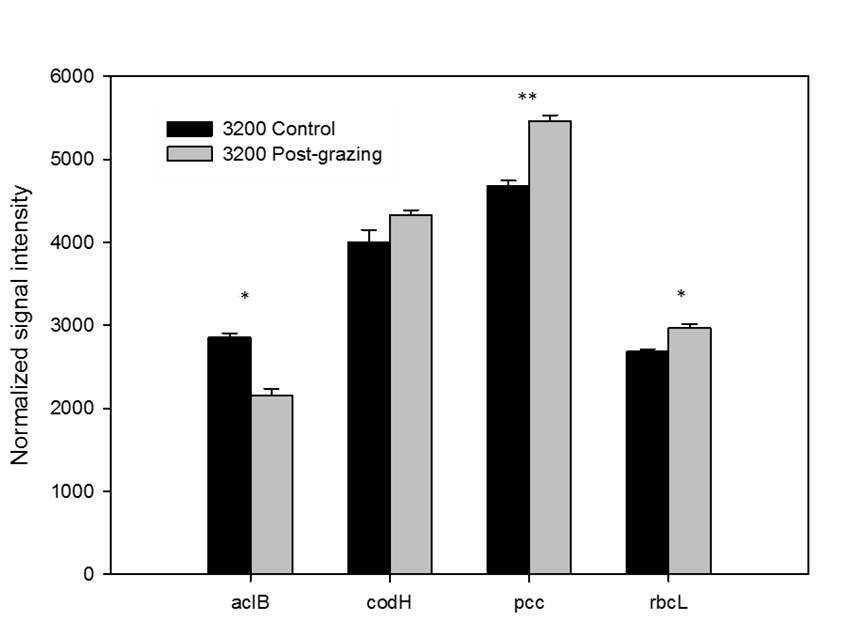 6000
5000
4000
3000
2000
1000
0
Normalized signal intensity
3200 Control
3200 Post-grazing
*
**
*
aclB
codH
pcc
rbcL